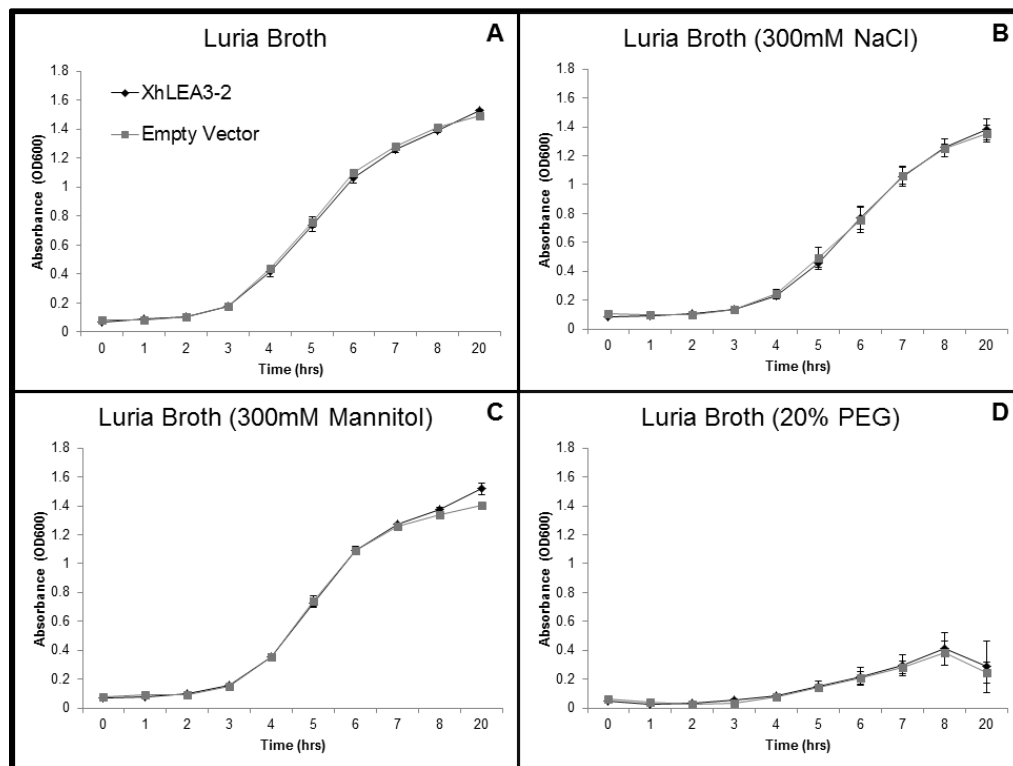 Luria Broth
A
XhLEA3-2
Empty Vector
Absorbance (OD600)
1.8
1.6
1.4
1.2
1
0.8
0.6
0.4
0.2
0
0 1 2 3 4 5 6 7 8 20
Time (hrs)
Luria Broth (300mM NaCl)
B
Absorbance (OD600)
1.8
1.6
1.4
1.2
1
0.8
0.6
0.4
0.2
0
0 1 2 3 4 5 6 7 8 20
Time (hrs)
Luria Broth (300mM Mannitol)
C
Absorbance (OD600)
1.8
1.6
1.4
1.2
1
0.8
0.6
0.4
0.2
0
0 1 2 3 4 5 6 7 8 20
Time (hrs)
Luria Broth (20% PEG)
D
Absorbance (OD600)
1.8
1.6
1.4
1.2
1
0.8
0.6
0.4
0.2
0
0 1 2 3 4 5 6 7 8 20
Time (hrs)